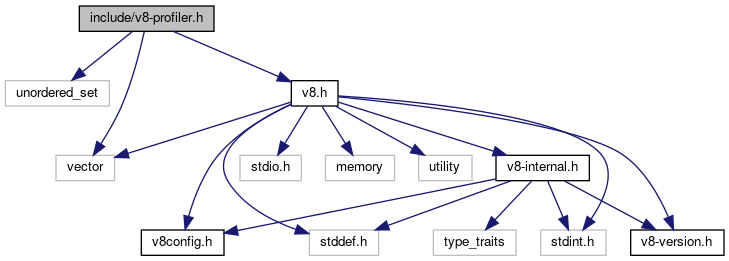 include/v8-profiler.h
unordered_set
v8.h
vector
stdio.h
memory
utility
v8-internal.h
v8config.h
stddef.h
type_traits
stdint.h
v8-version.h